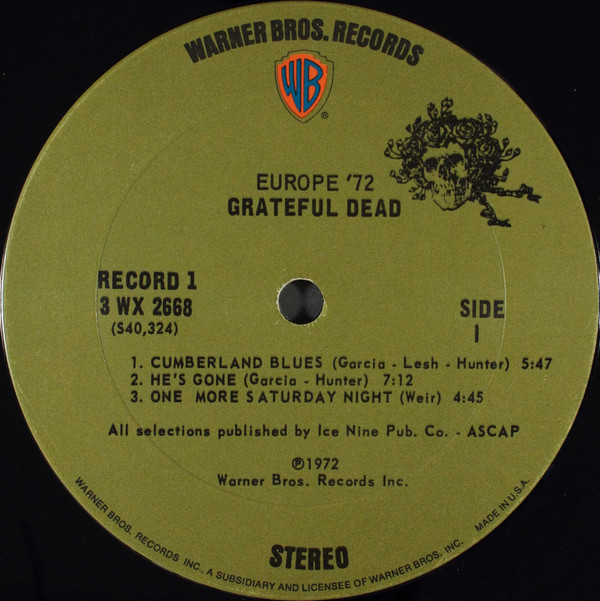 WARNER BROS. RECORDS
WB
®
EUROPE '72
GRATEFUL DEAD
RECORD 1
3 WX 2668
(S40,324)
SIDE
1
1. CUMBERLAND BLUES (Garcia - Lesh - Hunter) 5:47
2. HE'S GONE (Garcia - Hunter) 7:12
3. ONE MORE SATURDAY NIGHT (Weir) 4:45
All selections published by Ice Nine Pub. Co. - ASCAP
℗1972
Warner Bros. Records Inc.
STEREO
WARNER BROS. RECORDS INC., A SUBSIDIARY AND LICENSEE OF WARNER BROS. INC. MADE IN U.S.A.